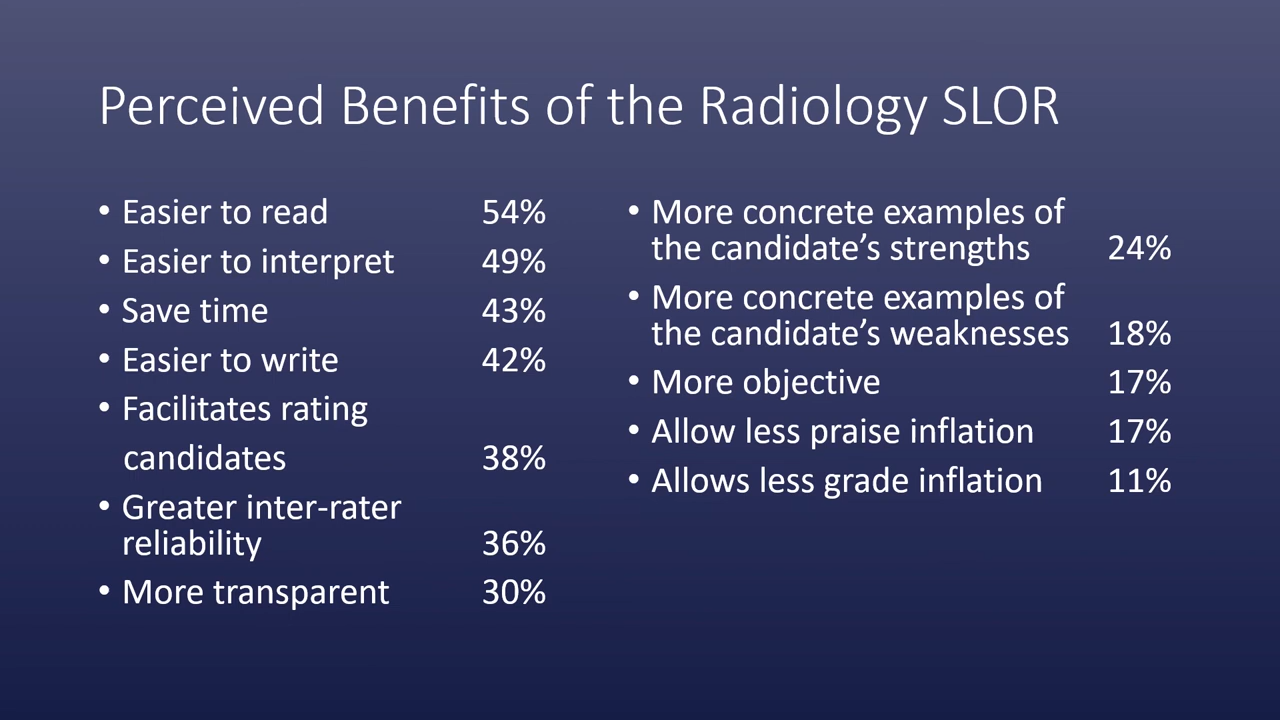 Perceived Benefits of the Radiology SLOR
• Easier to read 54%
• Easier to interpret 49%
• Save time 43%
• Easier to write 42%
• Facilitates rating
candidates 38%
• Greater inter-rater
reliability 36%
• More transparent 30%
• More concrete examples of
the candidate’s strengths 24%
• More concrete examples of
the candidate’s weaknesses 18%
• More objective 17%
• Allow less praise inflation 17%
• Allows less grade inflation 11%